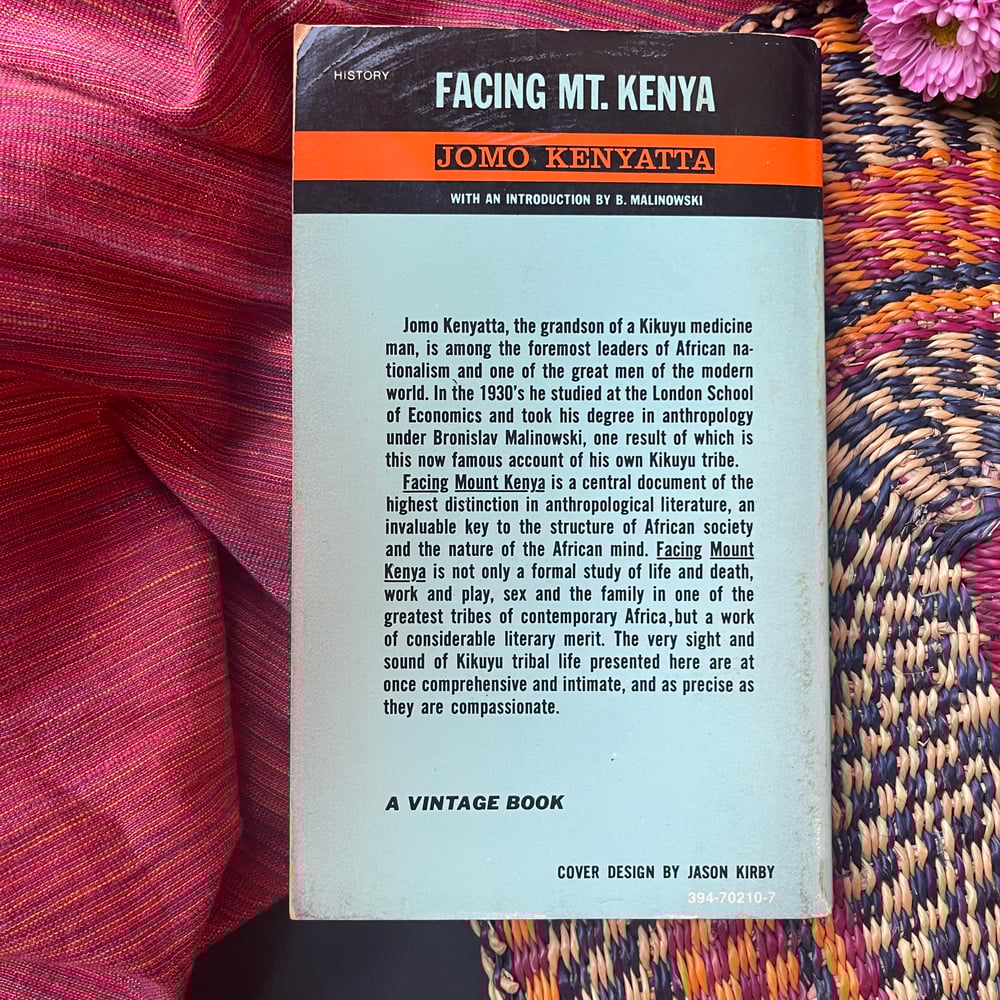 HISTORY
FACING MT. KENYA
JOMO KENYATTA
WITH AN INTRODUCTION BY B. MALINOWSKI
Jomo Kenyatta, the grandson of a Kikuyu medicine
man, is among the foremost leaders of African na-
tionalism and one of the great men of the modern
world. In the 1930's he studied at the London School
of Economics and took his degree in anthropology
under Bronislav Malinowski, one result of which is
this now famous account of his own Kikuyu tribe.
Facing Mount Kenya is a central document of the
highest distinction in anthropological literature, an
invaluable key to the structure of African society
and the nature of the African mind. Facing Mount
Kenya is not only a formal study of life and death,
work and play, sex and the family in one of the
greatest tribes of contemporary Africa, but a work
of considerable literary merit. The very sight and
sound of Kikuyu tribal life presented here are at
once comprehensive and intimate, and as precise as
they are compassionate.
A VINTAGE BOOK
COVER DESIGN BY JASON KIRBY
394-70210-7